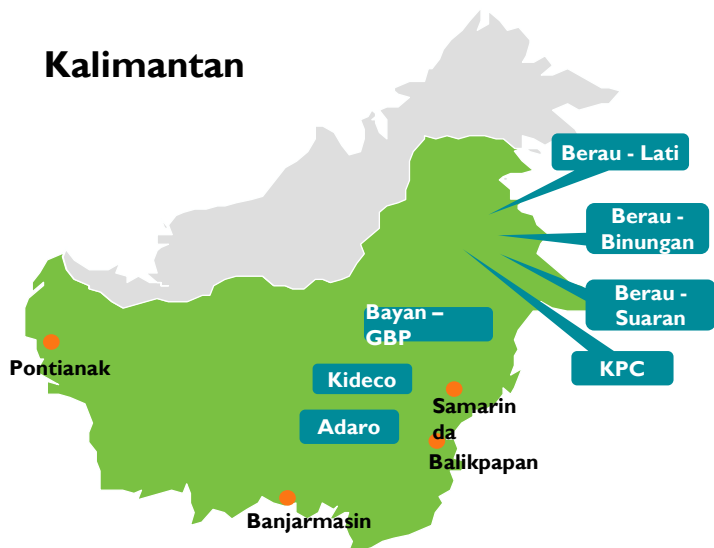 Kalimantan
Berau - Lati
Berau -
Binungan
Berau -
Suaran
Bayan –
GBP
KPC
Pontianak
Kideco
Samarin
da
Adaro
Balikpapan
Banjarmasin